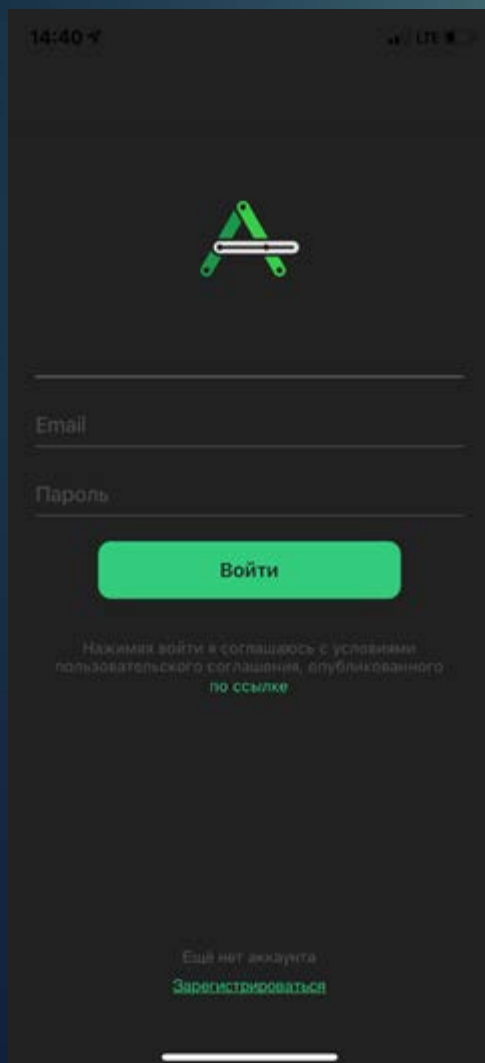 14:40
LTE
Email
Пароль
Войти
Нажимая войти я соглашаюсь с условиями
пользовательского соглашения, опубликованного
по ссылке
Ещё нет аккаунта
Зарегистрироваться